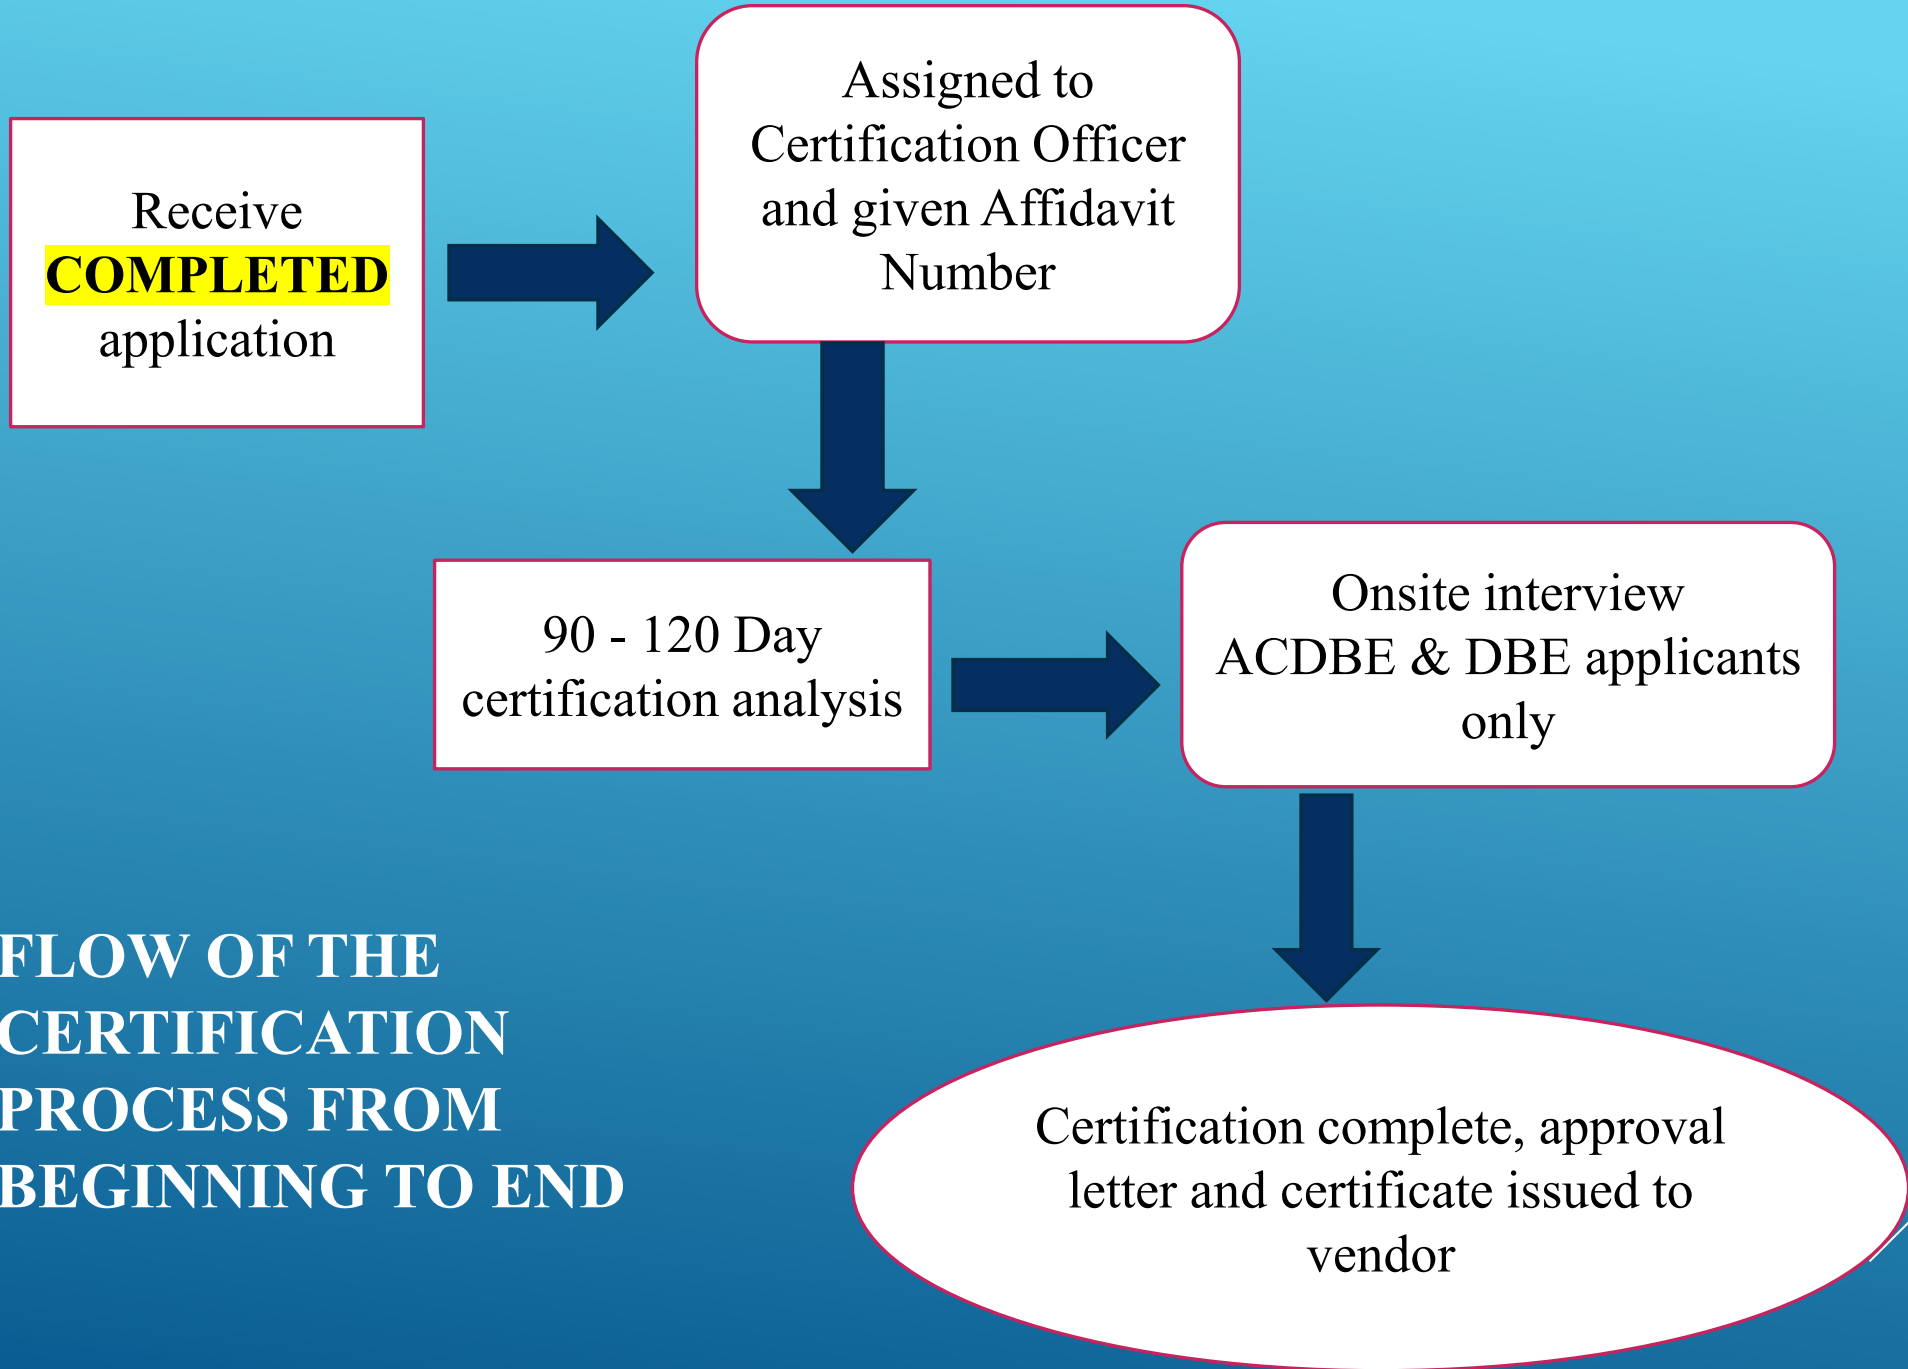 Receive
COMPLETED
application
Assigned to
Certification Officer
and given Affidavit
Number
90 - 120 Day
certification analysis
Onsite interview
ACDBE & DBE applicants
only
Certification complete, approval
letter and certificate issued to
vendor
FLOW OF THE
CERTIFICATION
PROCESS FROM
BEGINNING TO END